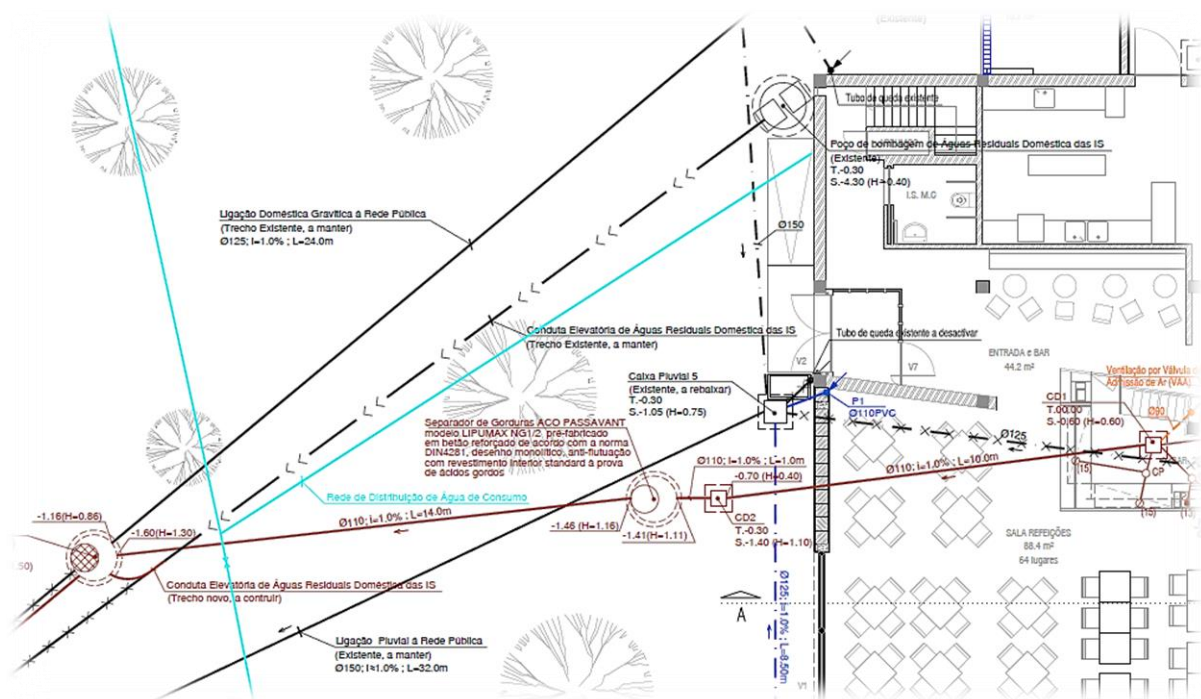 (Existente)
Tubo de queda existente
Poço de bombagem de Águas Residuais Doméstica das IS
(Existente)
T.-0.30
S.-4.30 (H=0.40)
I.S. M.G
Ligação Doméstica Gravítica à Rede Pública
(Trecho Existente, a manter)
Ø125; I=1.0% ; L=24.0m
Ø150
Conduta Elevatória de Águas Residuais Doméstica das IS
(Trecho Existente, a manter)
Tubo de queda existente a desactivar
V2
V7
ENTRADA e BAR
44.2 m²
Caixa Pluvial 5
(Existente, a rebaixar)
T.-0.30
S.-1.05 (H=0.75)
P1
Ø110PVC
Ventilação por Válvula d
Admissão de Ar (VAA)
Ø90
CD1
T.00.00
S.-0.60 (H=0.60)
Ø125
Separador de Gorduras ACO PASSAVANT
modelo LIPUMAX NG1/2, pré-fabricado
em betão reforçado de acordo com a norma
DIN4281, desenho monolítico, anti-flutuação
com revestimento interior standard à prova
de ácidos gordos
Ø110; I=1.0% ; L=1.0m
-0.70 (H=0.40)
Ø110; I=1.0% ; L=10.0m
(15)
CP
(15)
Rede de Distribuição de Água de Consumo
-1.16(H=0.86)
-1.60(H=1.30)
Ø110; I=1.0% ; L=14.0m
-1.46 (H=1.16)
-1.41(H=1.11)
CD2
T.-0.30
S.-1.40 (H=1.10)
SALA REFEIÇÕES
88.4 m²
64 lugares
.50)
Conduta Elevatória de Águas Residuais Doméstica das IS
(Trecho novo, a contruir)
A
Ø125; I=1.0% ; L=8.50m
Ligação Pluvial à Rede Pública
(Existente, a manter)
Ø150; I≈1.0% ; L=32.0m
V1